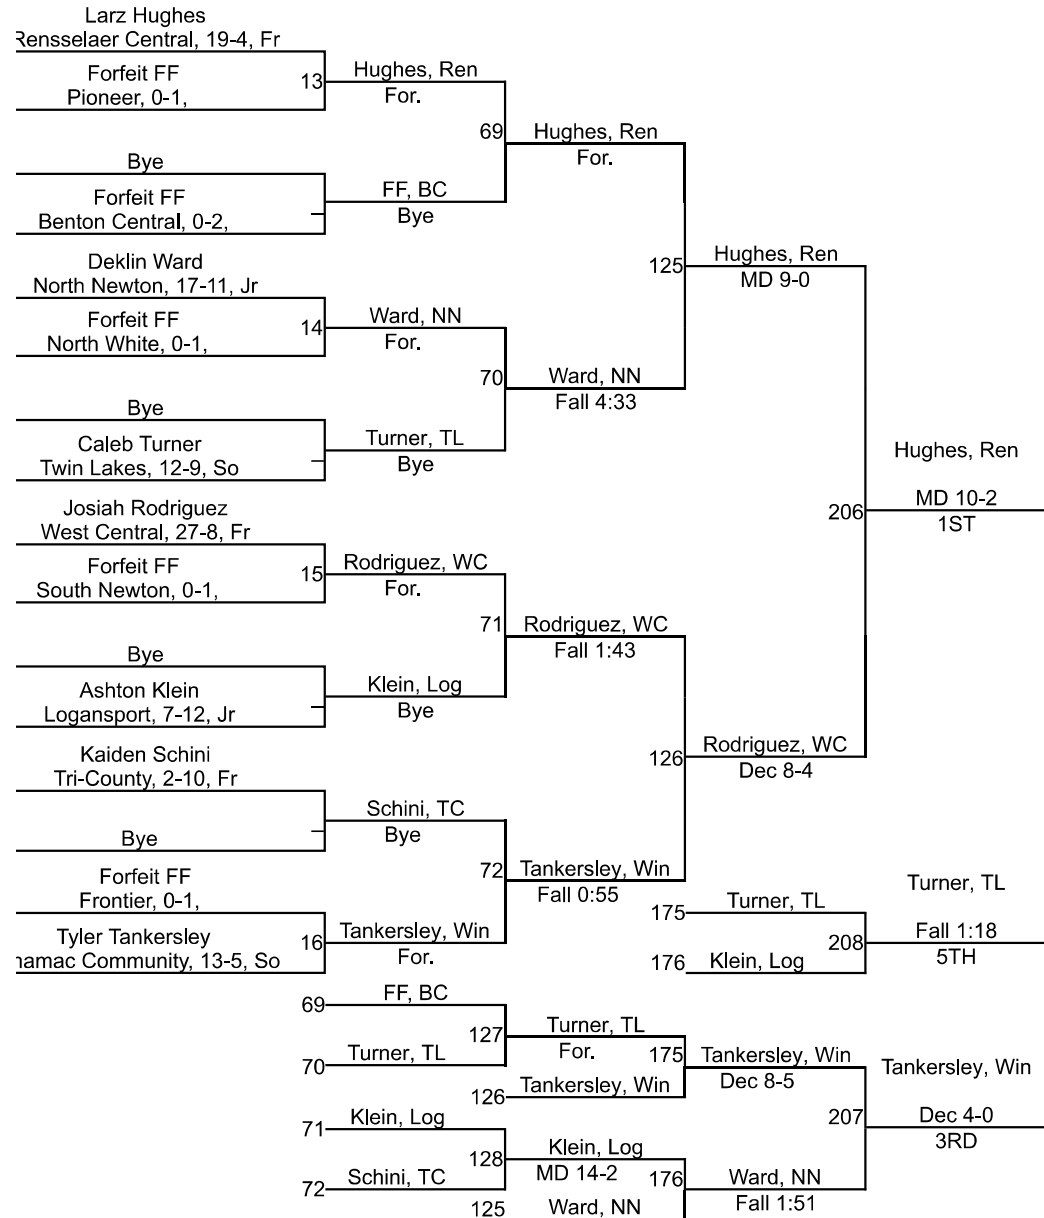 Larz Hughes
Rensselaer Central, 19-4, Fr
Forfeit FF
Pioneer, 0-1,
13
Hughes, Ren
For.
Bye
Forfeit FF
Benton Central, 0-2,
FF, BC
Bye
69
Hughes, Ren
For.
Deklin Ward
North Newton, 17-11, Jr
Forfeit FF
North White, 0-1,
14
Ward, NN
For.
Bye
Caleb Turner
Twin Lakes, 12-9, So
Turner, TL
Bye
70
Ward, NN
Fall 4:33
125
Hughes, Ren
MD 9-0
Josiah Rodriguez
West Central, 27-8, Fr
Forfeit FF
South Newton, 0-1,
15
Rodriguez, WC
For.
Bye
Ashton Klein
Logansport, 7-12, Jr
Klein, Log
Bye
71
Rodriguez, WC
Fall 1:43
Kaiden Schini
Tri-County, 2-10, Fr
Bye
Schini, TC
Bye
Forfeit FF
Frontier, 0-1,
Tyler Tankersley
amac Community, 13-5, So
16
Tankersley, Win
For.
72
Tankersley, Win
Fall 0:55
126
Rodriguez, WC
Dec 8-4
206
Hughes, Ren
MD 10-2
1ST
175
Turner, TL
176
Klein, Log
208
Turner, TL
Fall 1:18
5TH
69
FF, BC
70
Turner, TL
127
Turner, TL
For.
126
Tankersley, Win
175
Tankersley, Win
Dec 8-5
71
Klein, Log
72
Schini, TC
128
Klein, Log
MD 14-2
125
Ward, NN
176
Ward, NN
Fall 1:51
207
Tankersley, Win
Dec 4-0
3RD